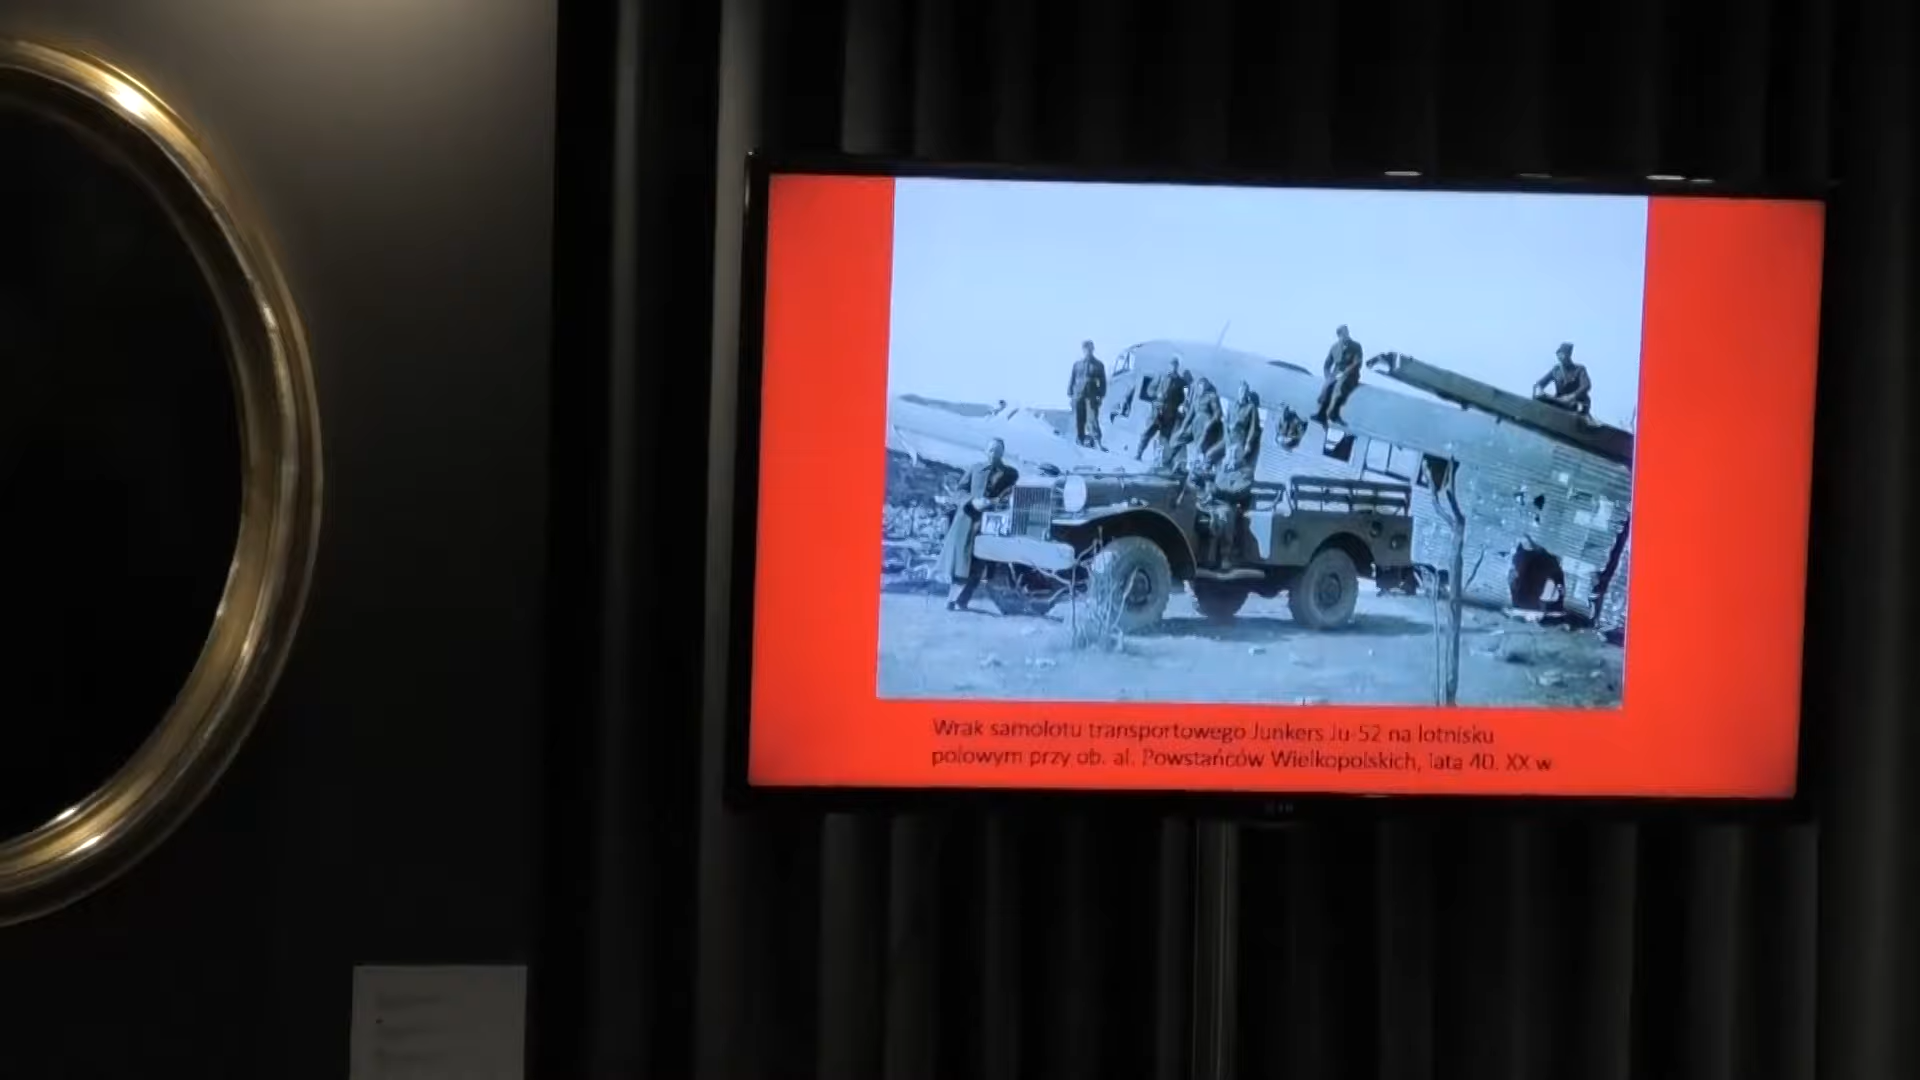 Wrak samolotu transportowego Junkers Ju-52 na lotnisku
polowym przy ob. al. Powstańców Wielkopolskich, lata 40. XX w